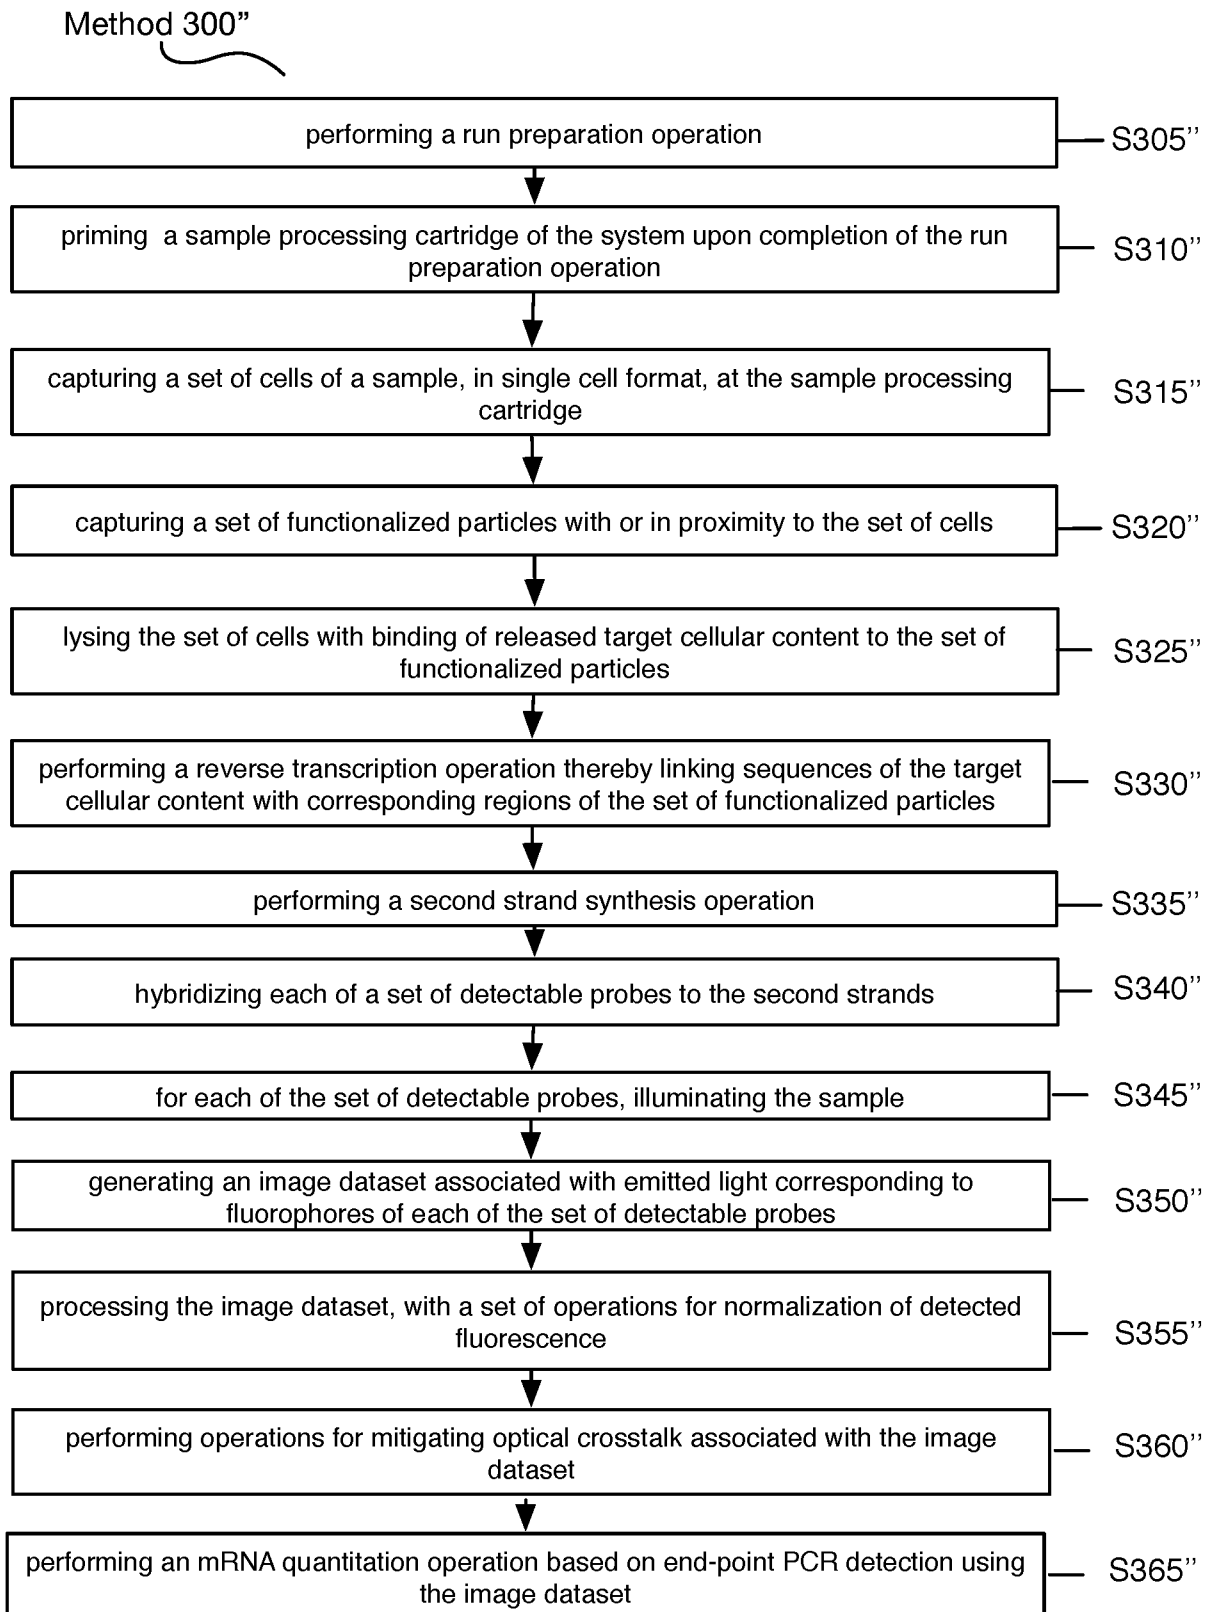 Method 300”
performing a run preparation operation
S305’’
priming a sample processing cartridge of the system upon completion of the run
preparation operation
S310’’
capturing a set of cells of a sample, in single cell format, at the sample processing
cartridge
S315’’
capturing a set of functionalized particles with or in proximity to the set of cells
S320’’
lysing the set of cells with binding of released target cellular content to the set of
functionalized particles
S325’’
performing a reverse transcription operation thereby linking sequences of the target
cellular content with corresponding regions of the set of functionalized particles
S330’’
performing a second strand synthesis operation
S335’’
hybridizing each of a set of detectable probes to the second strands
S340’’
for each of the set of detectable probes, illuminating the sample
S345’’
generating an image dataset associated with emitted light corresponding to
fluorophores of each of the set of detectable probes
S350’’
processing the image dataset, with a set of operations for normalization of detected
fluorescence
S355’’
performing operations for mitigating optical crosstalk associated with the image
dataset
S360’’
performing an mRNA quantitation operation based on end-point PCR detection using
the image dataset
S365’’